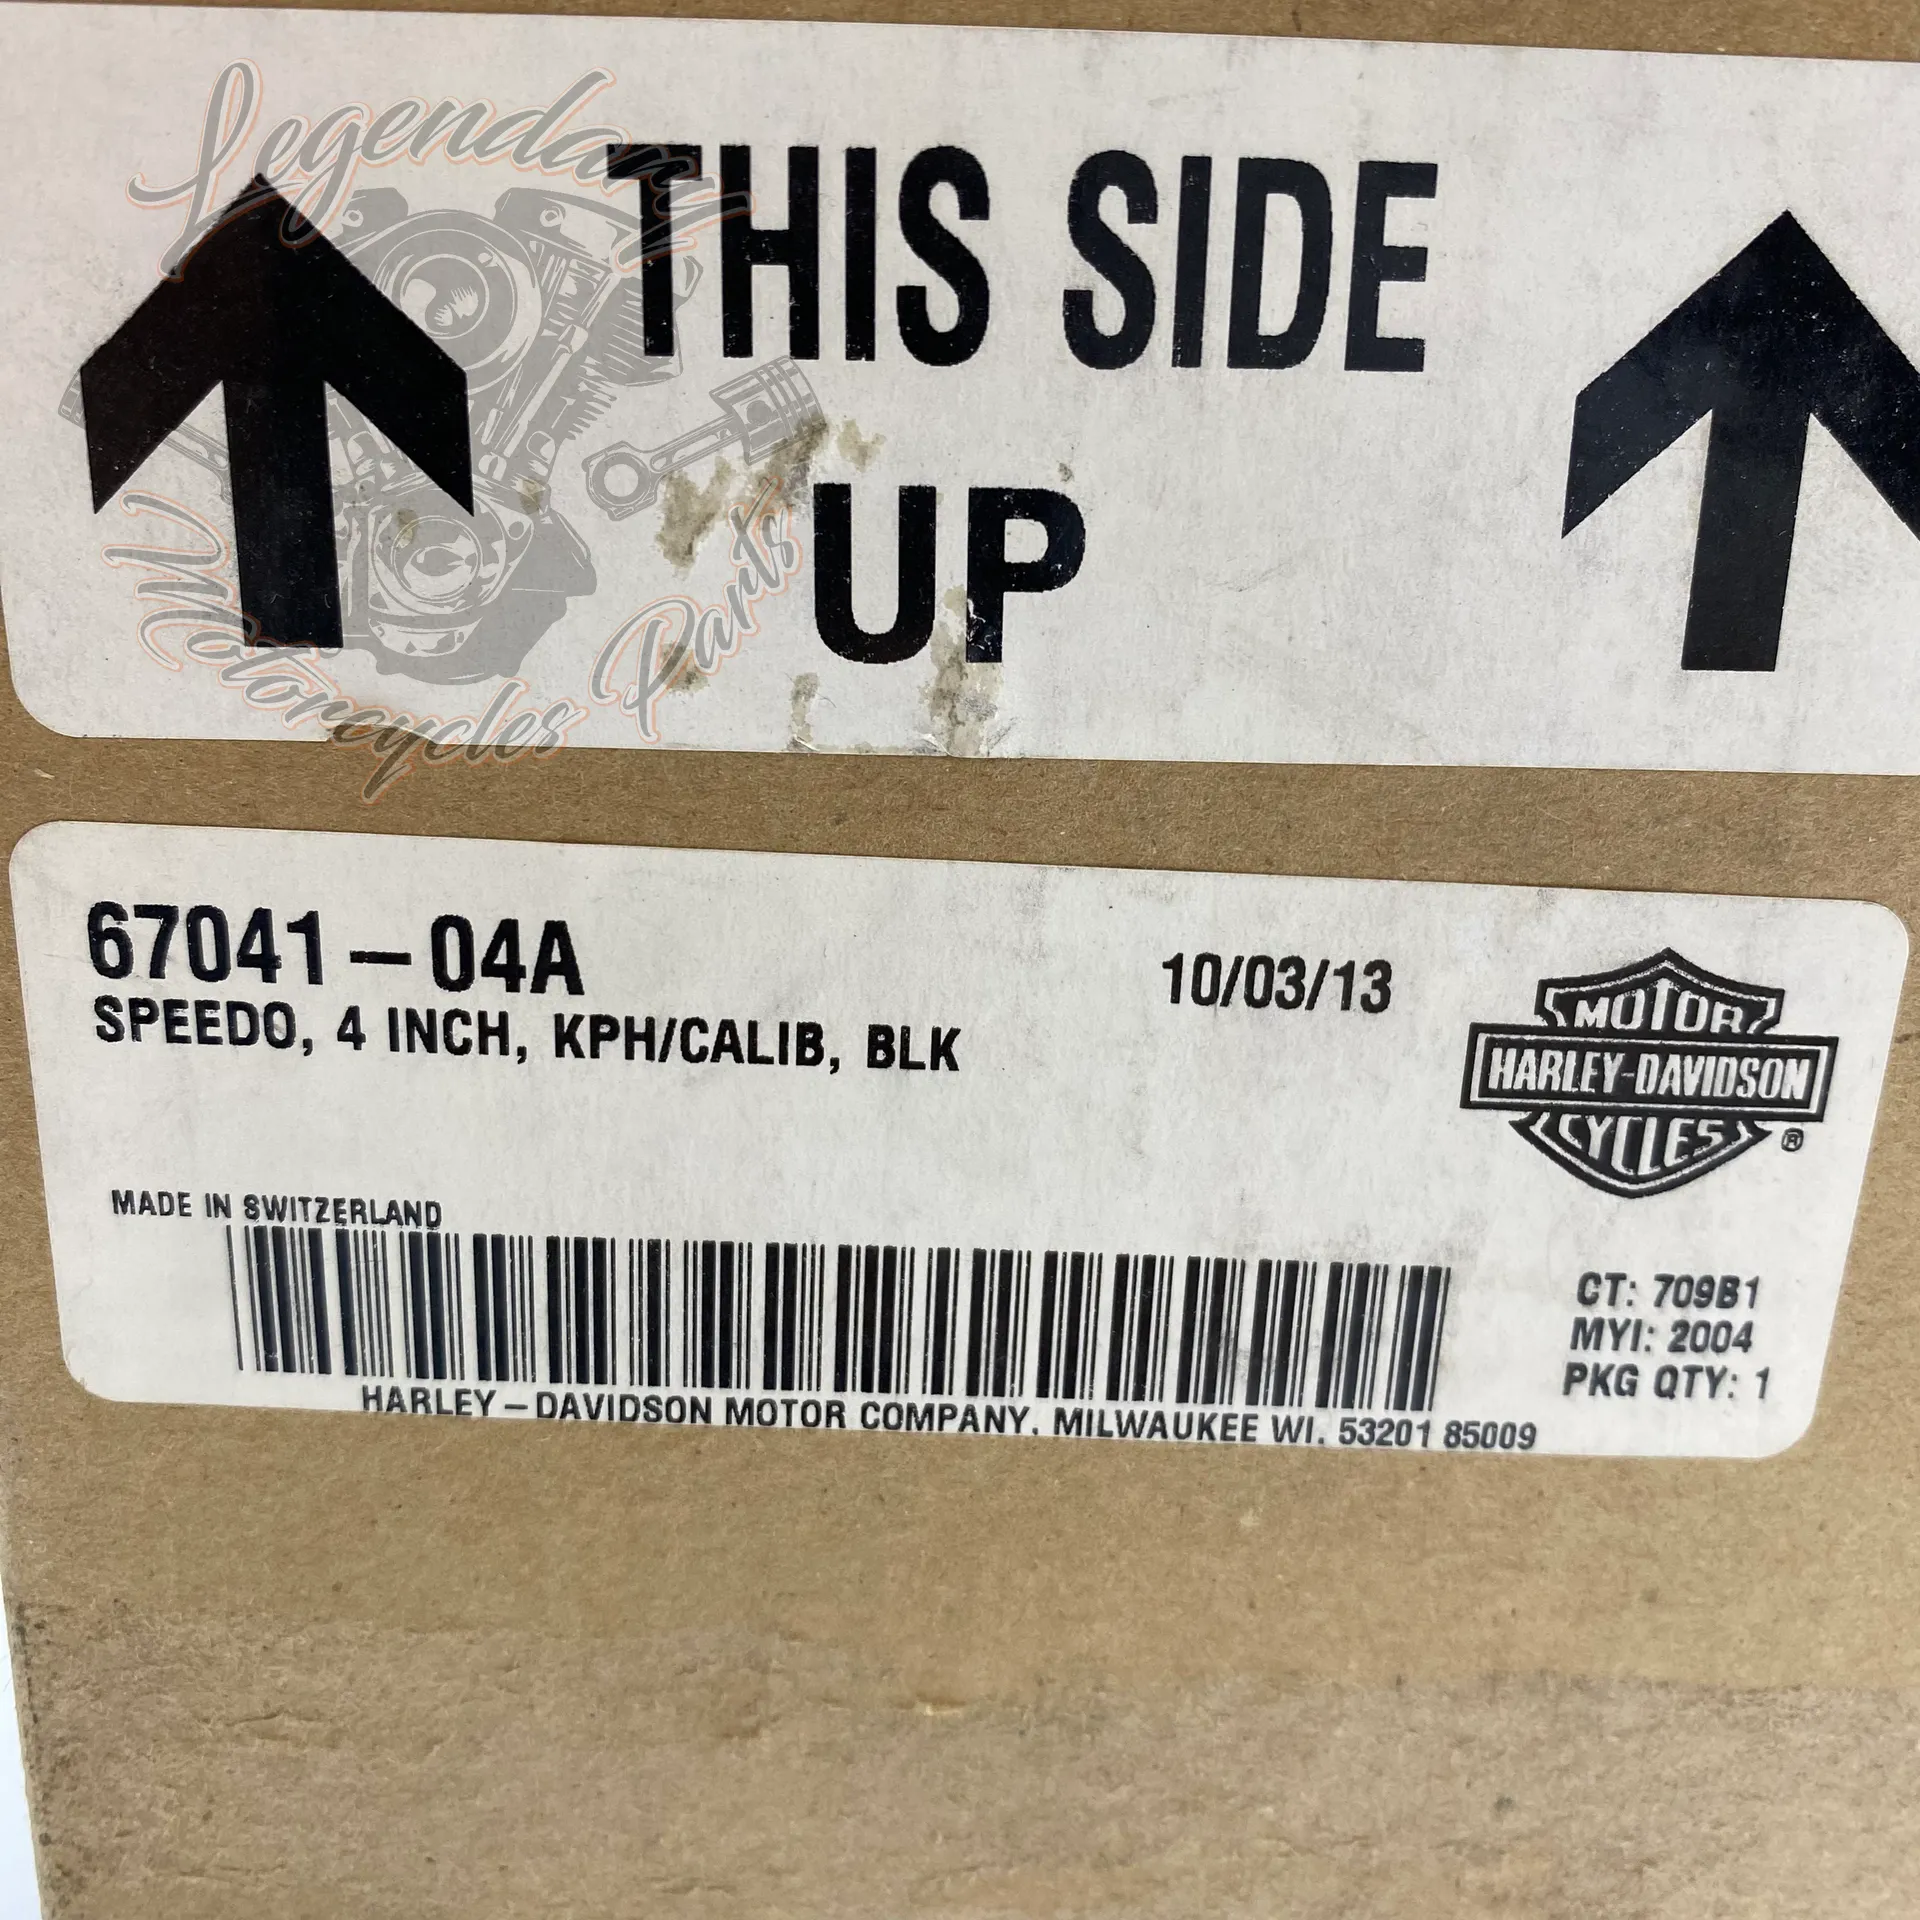 Legendary
THIS SIDE
UP
Motorcycles Parts
67041-04A
10/03/13
SPEEDO, 4 INCH, KPH/CALIB, BLK
MOTOR
HARLEY-DAVIDSON
CYCLES
®
MADE IN SWITZERLAND
CT: 709B1
MYI: 2004
PKG QTY: 1
HARLEY-DAVIDSON MOTOR COMPANY. MILWAUKEE WI. 53201 85009